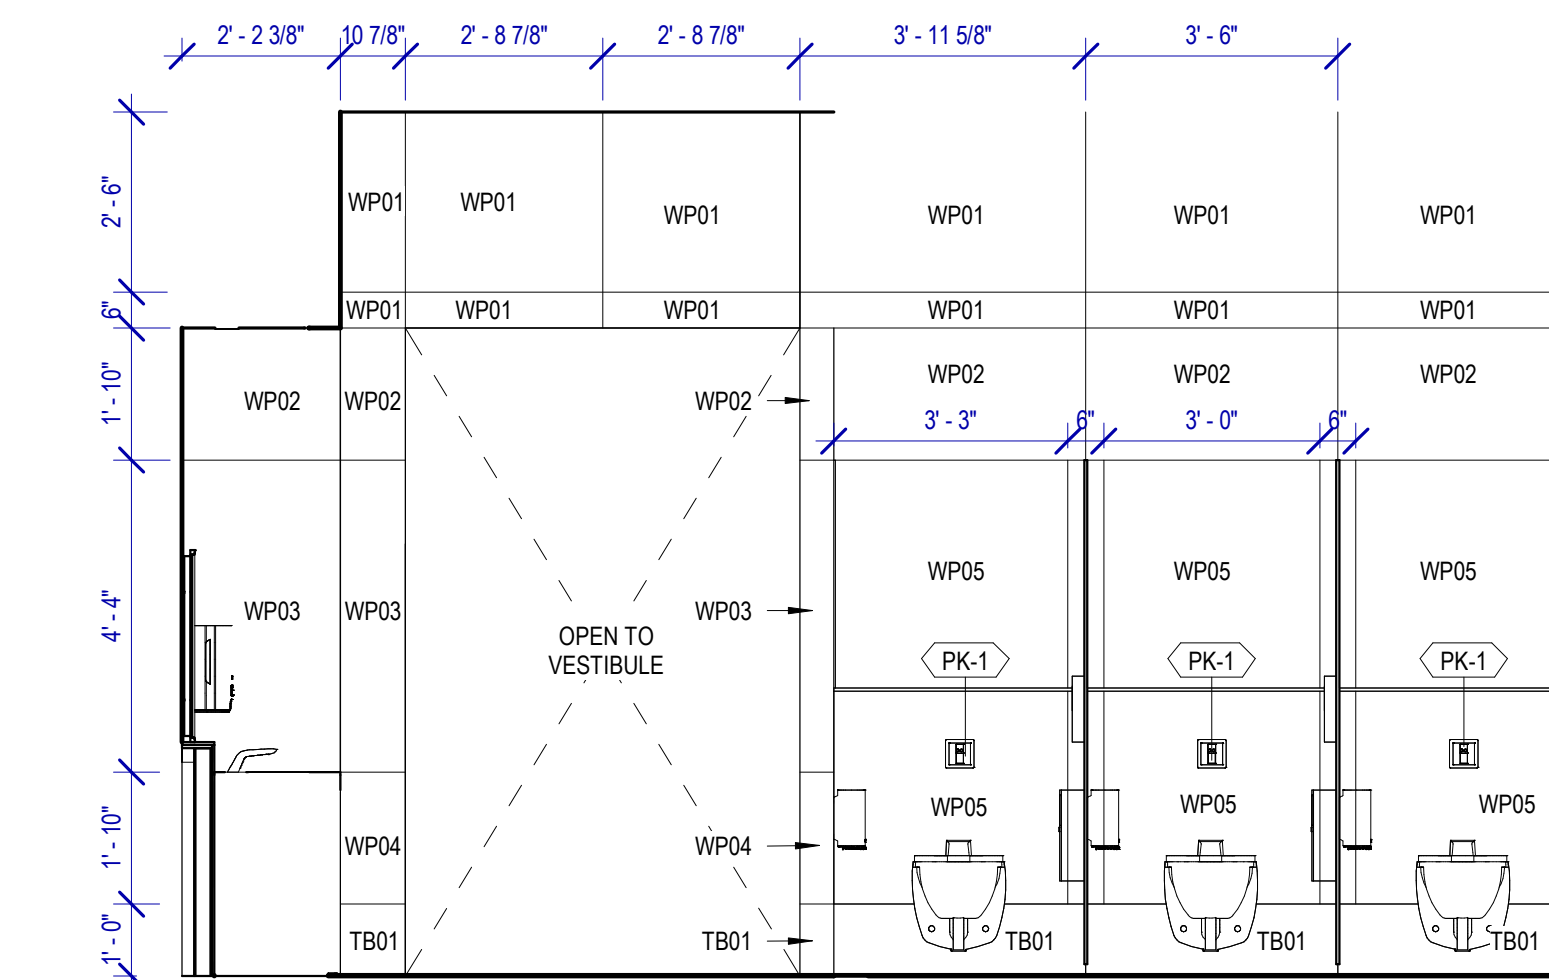 2' - 2 3/8" 10 7/8" 2' - 8 7/8" 2' - 8 7/8" 3' - 11 5/8" 3' - 6"
2' - 6"
WP01 WP01 WP01 WP01 WP01 WP01
6"
WP01 WP01 WP01 WP01 WP01 WP01
1' - 10"
WP02 WP02 WP02 WP02 WP02 WP02
3' - 3" 6" 3' - 0" 6"
4' - 4"
WP03 WP03 WP03 WP05 WP05 WP05
OPEN TO
VESTIBULE
PK-1 PK-1 PK-1
1' - 10"
WP04 WP04 WP05 WP05 WP05
1' - 0"
TB01 TB01 TB01 TB01 TB01